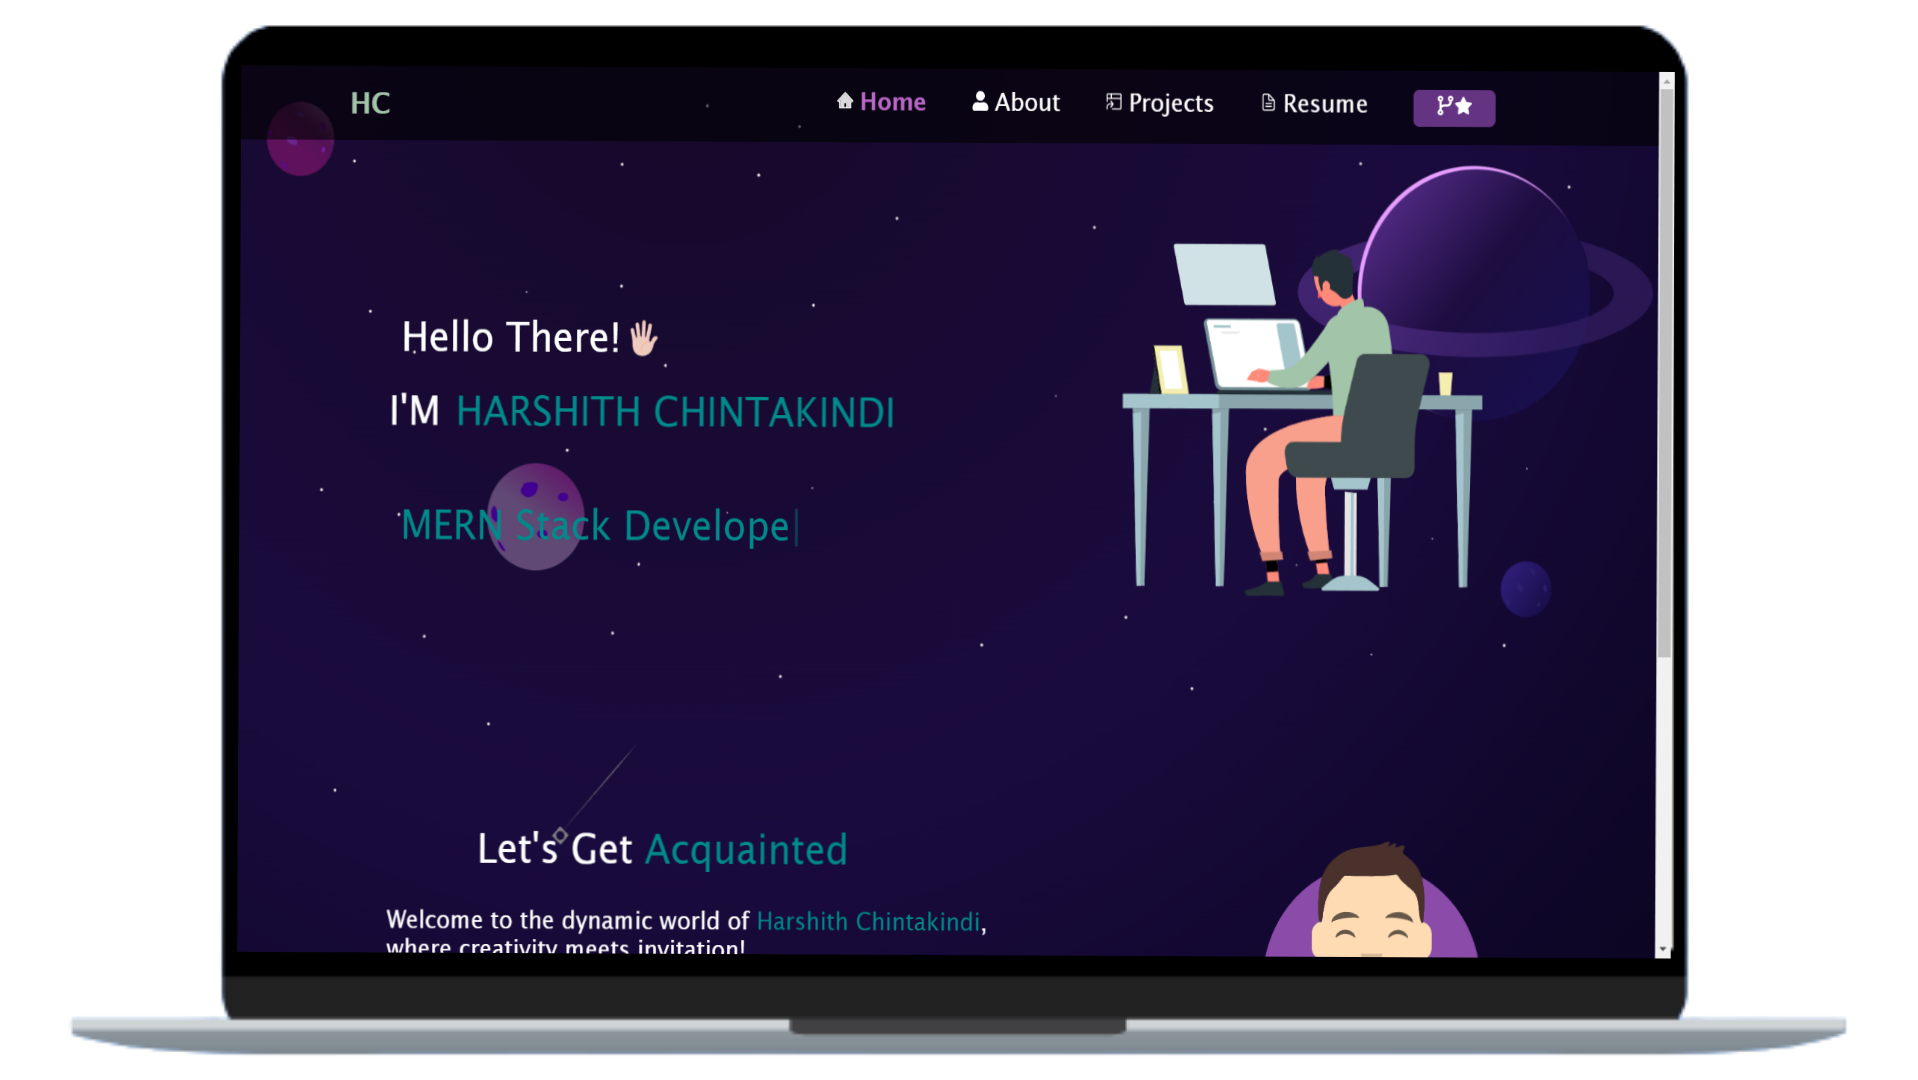 HC
Home
About
Projects
Resume
Hello There!
I'M HARSHITH CHINTAKINDI
MERN Stack Develope
Let's Get Acquainted
Welcome to the dynamic world of Harshith Chintakindi,
where creativity meets invitation!